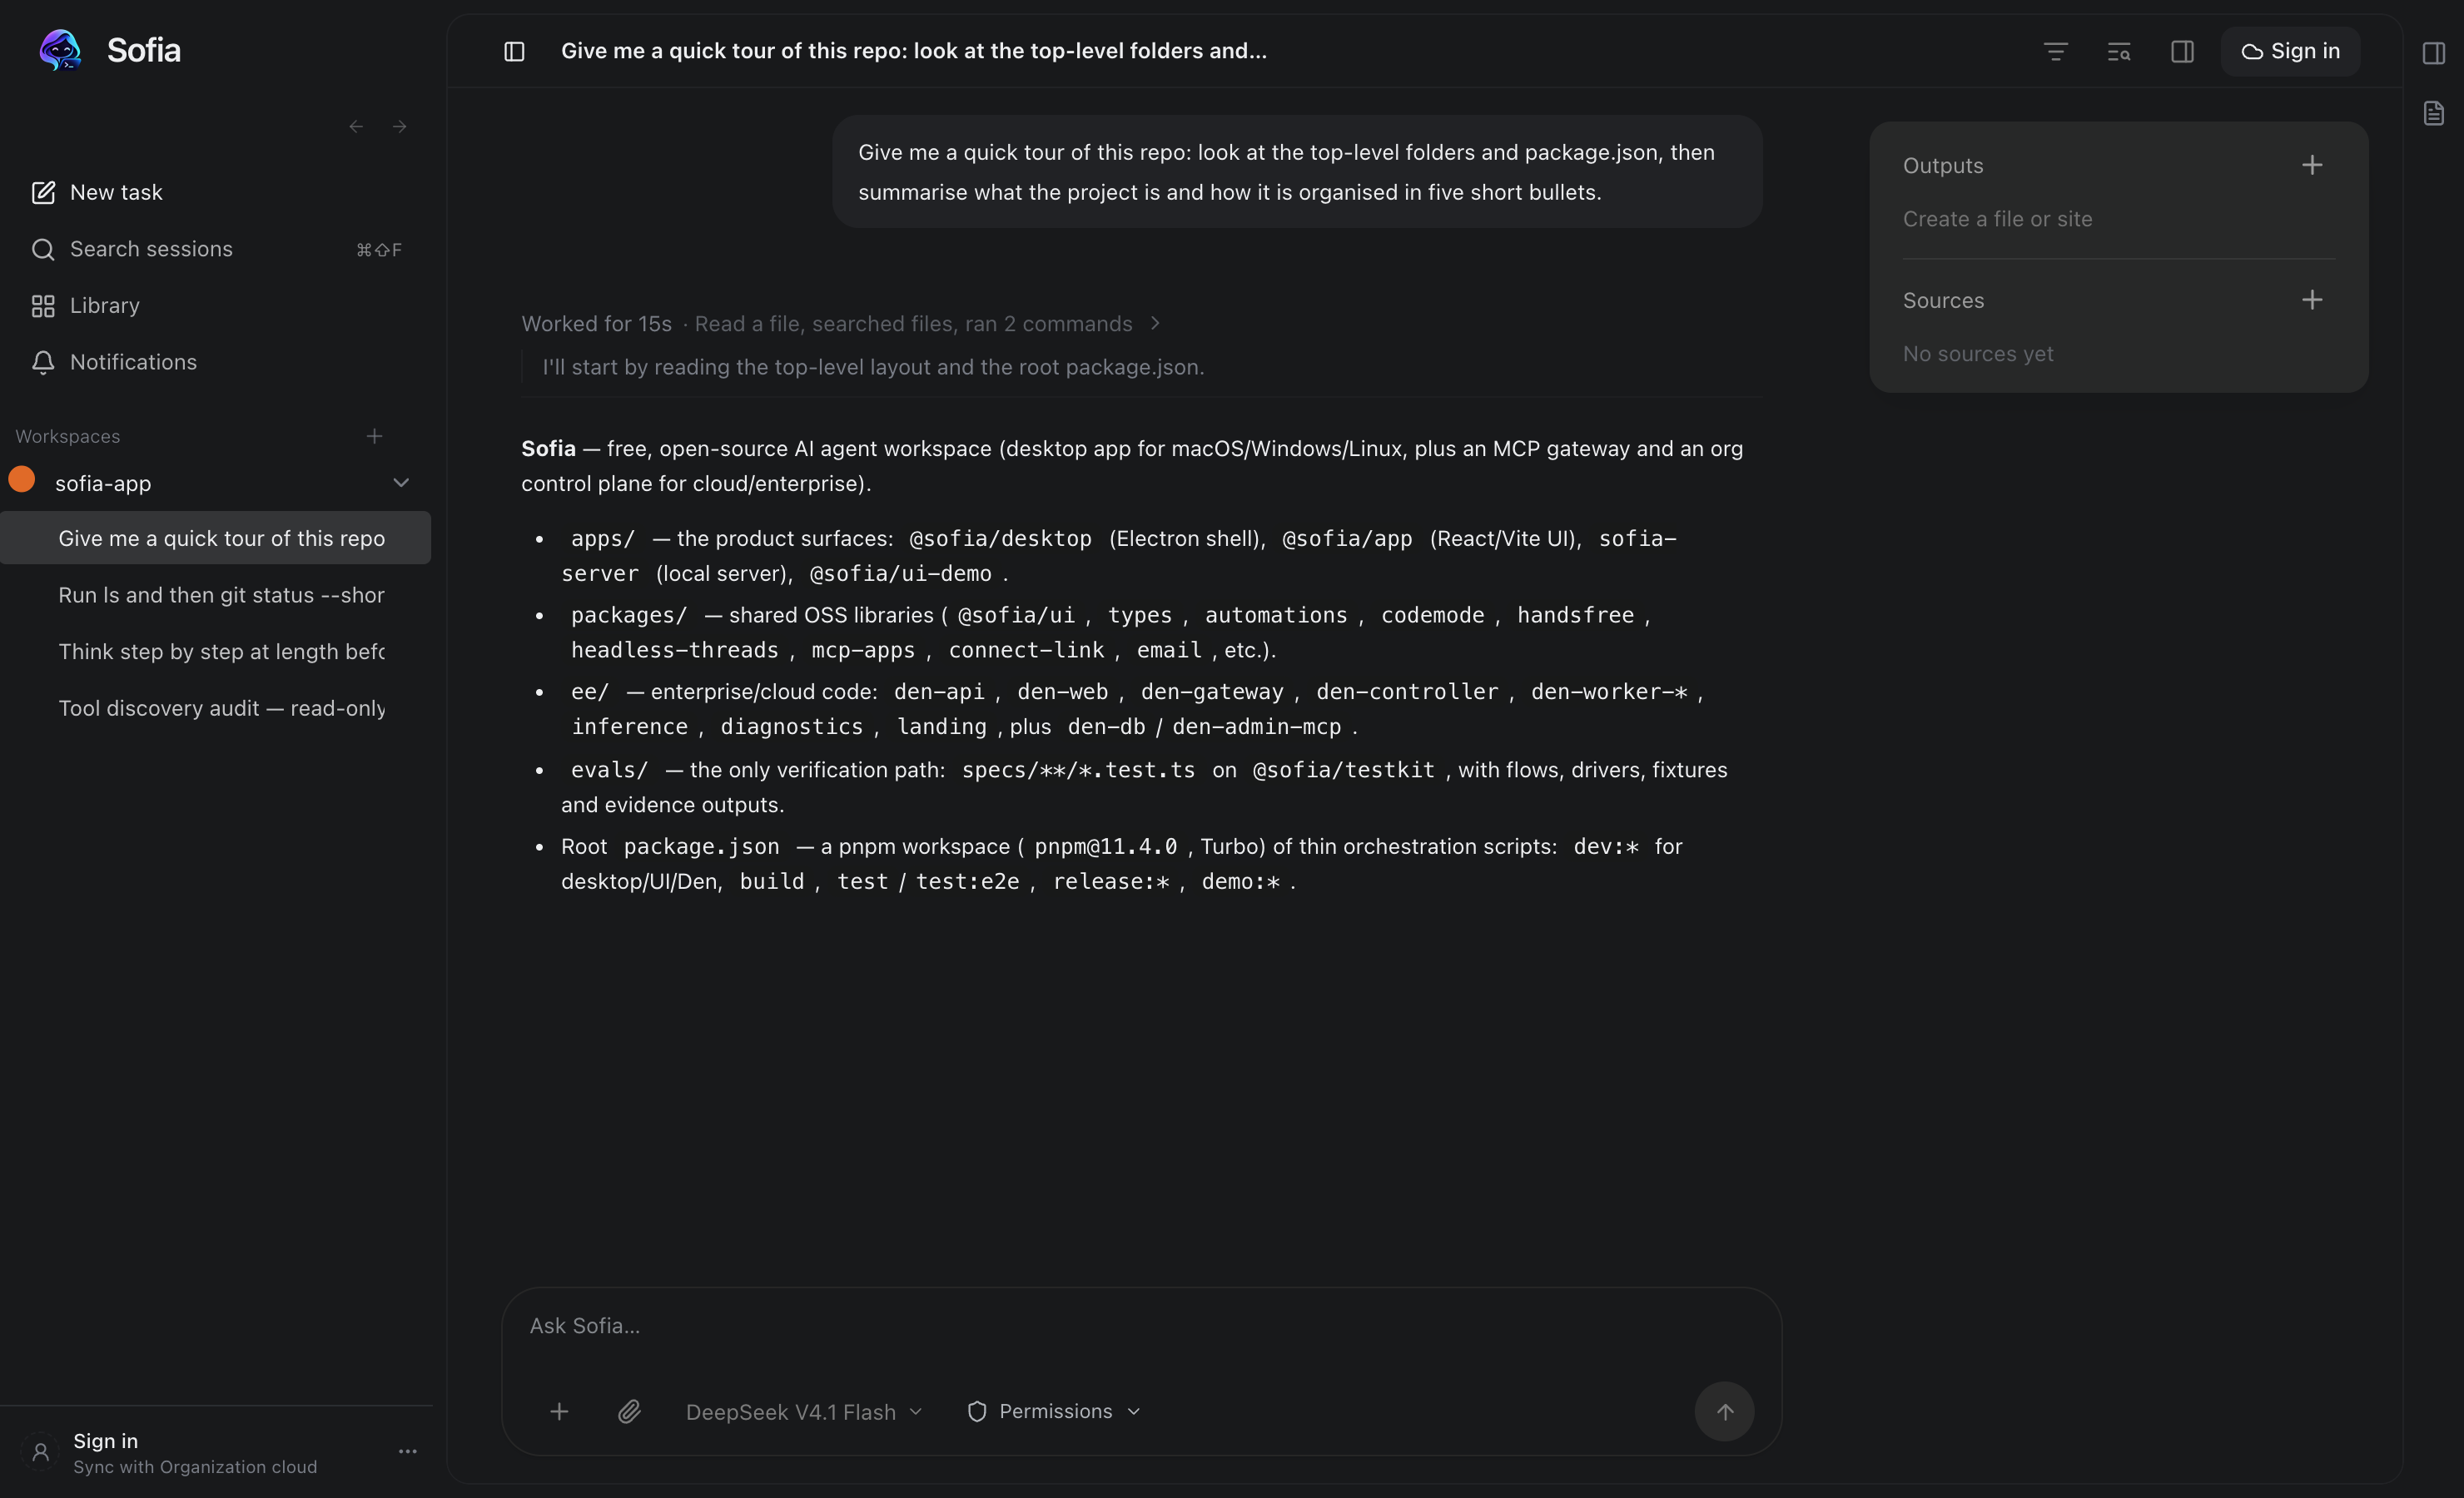 Sofia
New task
Search sessions ⌘⇧F
Library
Notifications
Workspaces
sofia-app
Give me a quick tour of this repo
Run ls and then git status --shor
Think step by step at length befo
Tool discovery audit — read-only
Sign in
Sync with Organization cloud
Give me a quick tour of this repo: look at the top-level folders and...
Sign in
Give me a quick tour of this repo: look at the top-level folders and package.json, then
summarise what the project is and how it is organised in five short bullets.
Worked for 15s · Read a file, searched files, ran 2 commands
I'll start by reading the top-level layout and the root package.json.
Sofia — free, open-source AI agent workspace (desktop app for macOS/Windows/Linux, plus an MCP gateway and an org
control plane for cloud/enterprise).
• apps/ — the product surfaces: @sofia/desktop (Electron shell), @sofia/app (React/Vite UI), sofia-
server (local server), @sofia/ui-demo .
• packages/ — shared OSS libraries ( @sofia/ui , types , automations , codemode , handsfree ,
headless-threads , mcp-apps , connect-link , email , etc.).
• ee/ — enterprise/cloud code: den-api , den-web , den-gateway , den-controller , den-worker-* ,
inference , diagnostics , landing , plus den-db / den-admin-mcp .
• evals/ — the only verification path: specs/**/*.test.ts on @sofia/testkit , with flows, drivers, fixtures
and evidence outputs.
• Root package.json — a pnpm workspace ( pnpm@11.4.0 , Turbo) of thin orchestration scripts: dev:* for
desktop/UI/Den, build , test / test:e2e , release:* , demo:* .
Ask Sofia...
DeepSeek V4.1 Flash
Permissions
Outputs
Create a file or site
Sources
No sources yet